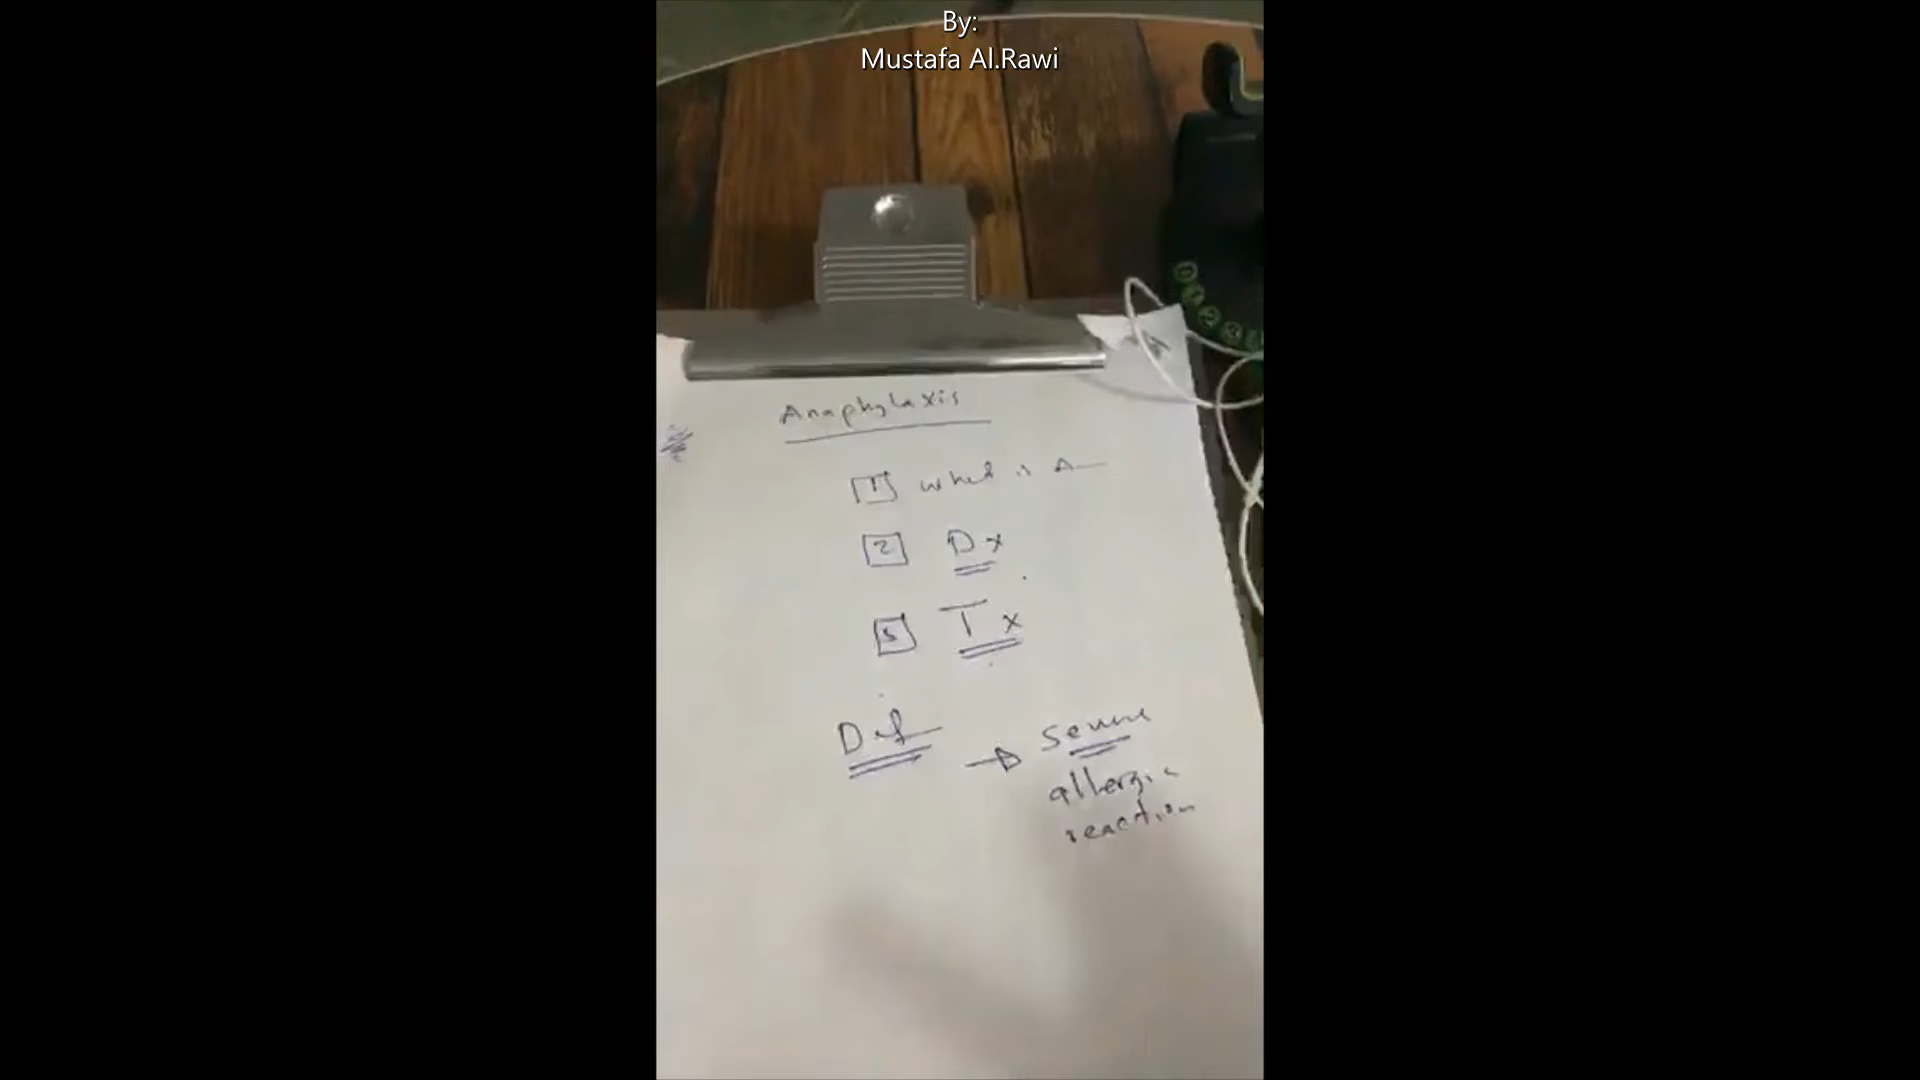 By:
Mustafa Al.Rawi
Anaphylaxis
1 what is A
2 Dx
3 Tx
Def → severe
allergic
reaction